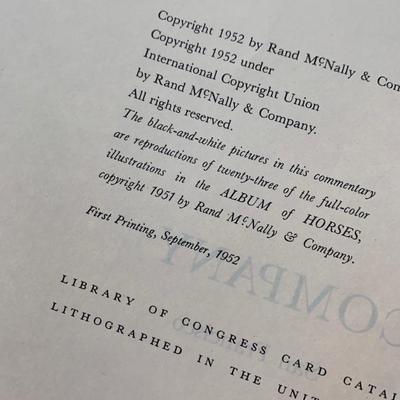 Copyright 1952 by Rand McNally &
Copyright 1952 under
International Copyright Union
by Rand McNally & Company.
All rights reserved.
The black-and-white pictures in this commentary
are reproductions of twenty-three of the full-color
illustrations in the ALBUM of HORSES,
copyright 1951 by Rand McNally & Company.
First Printing, September, 1952
LIBRARY OF CONGRESS CARD
LITHOGRAPHED IN THE